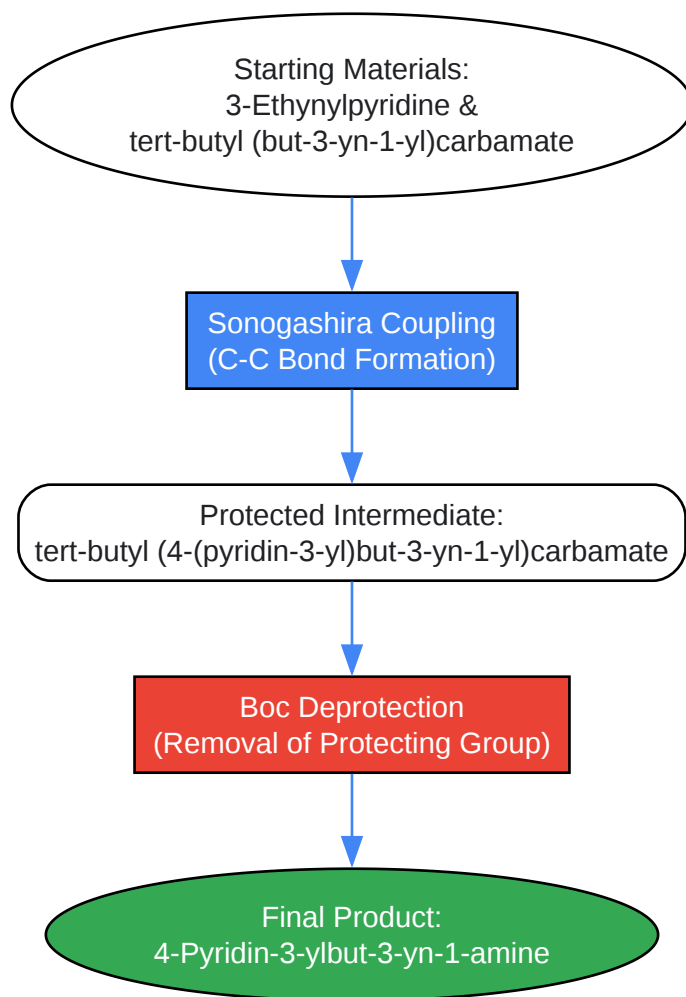 Starting Materials:
3-Ethynylpyridine &
tert-butyl (but-3-yn-1-yl)carbamate
Sonogashira Coupling
(C-C Bond Formation)
Protected Intermediate:
tert-butyl (4-(pyridin-3-yl)but-3-yn-1-yl)carbamate
Boc Deprotection
(Removal of Protecting Group)
Final Product:
4-Pyridin-3-ylbut-3-yn-1-amine